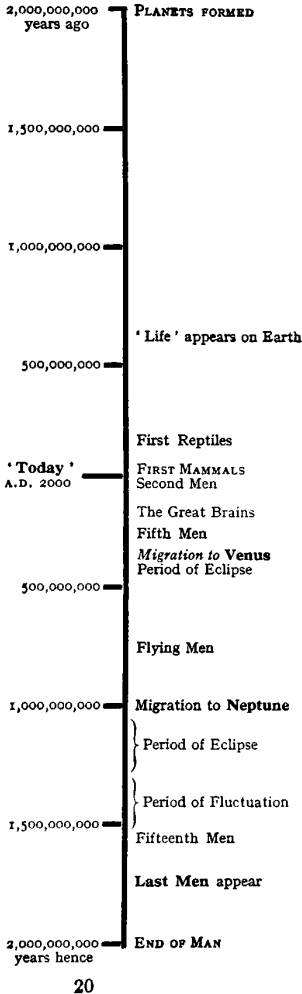 2,000,000,000 PLANETS FORMED
years ago
1,500,000,000
1,000,000,000
‘ Life ’ appears on Earth
500,000,000
First Reptiles
‘ Today ’ FIRST MAMMALS
A.D. 2000 Second Men
The Great Brains
Fifth Men
Migration to Venus
Period of Eclipse
500,000,000
Flying Men
1,000,000,000 Migration to Neptune
Period of Eclipse
Period of Fluctuation
1,500,000,000
Fifteenth Men
Last Men appear
2,000,000,000 END OF MAN
years hence
20